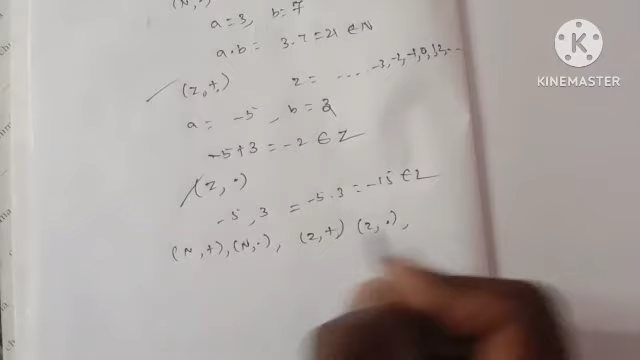 (N, ·)
a = 3, b = 7
a·b = 3·7 = 21 ∈ N
(Z, +)
Z = ... -3, -2, -1, 0, 1, 2, ...
a = -5, b = 3
-5+3 = -2 ∈ Z
(Z, ·)
-5, 3 = -5·3 = -15 ∈ Z
(N, +), (N, ·), (Z, +) (Z, ·),
KINEMASTER